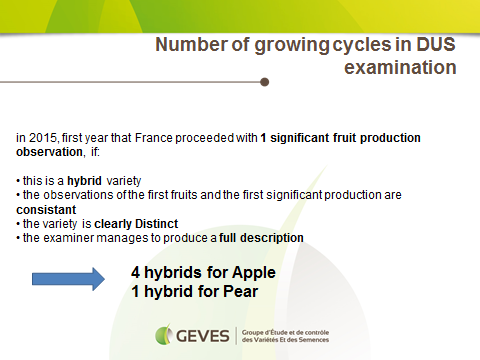 Number of growing cycles in DUS
examination
in 2015, first year that France proceeded with 1 significant fruit production
observation, if:
• this is a hybrid variety
• the observations of the first fruits and the first significant production are
consistant
• the variety is clearly Distinct
• the examiner manages to produce a full description
4 hybrids for Apple
1 hybrid for Pear
GEVES
Groupe d'Étude et de contrôle
des Variétés Et des Semences